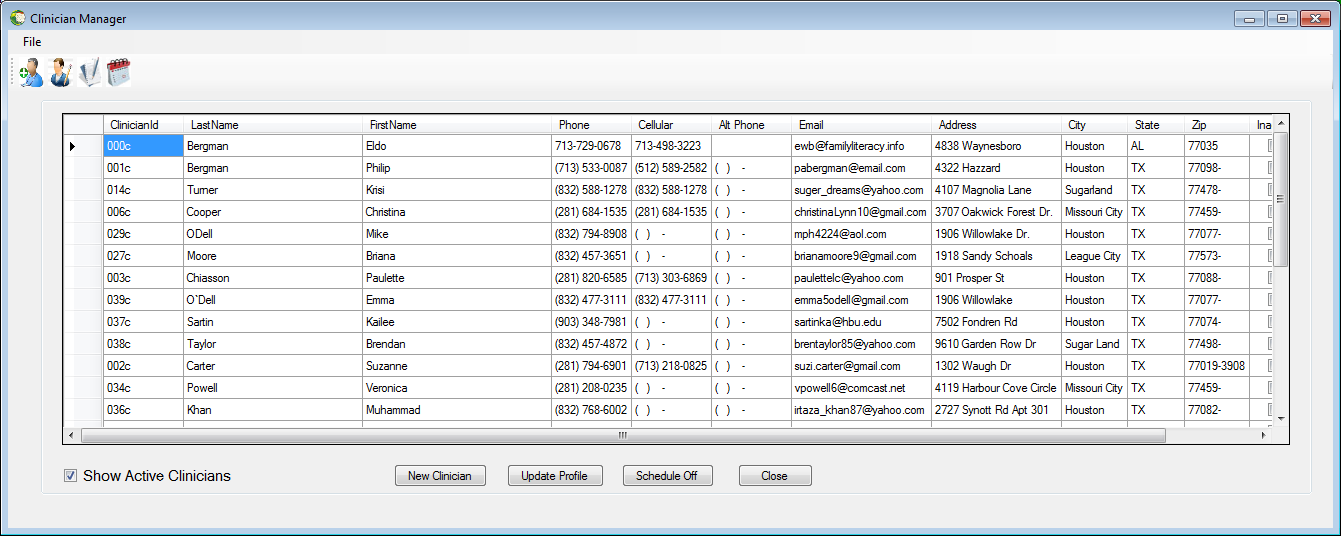 Clinician Manager
File
ClinicianId LastName FirstName Phone Cellular Alt Phone Email Address City State Zip Ina
000c Bergman Eldo 713-729-0678 713-498-3223 ewb@familyliteracy.info 4838 Waynesboro Houston AL 77035
001c Bergman Philip (713) 533-0087 (512) 589-2582 ( ) - pabergman@email.com 4322 Hazzard Houston TX 77098-
014c Turner Krisi (832) 588-1278 (832) 588-1278 ( ) - suger_dreams@yahoo.com 4107 Magnolia Lane Sugarland TX 77478-
006c Cooper Christina (281) 684-1535 (281) 684-1535 ( ) - christinaLynn10@gmail.com 3707 Oakwick Forest Dr. Missouri City TX 77459-
029c ODell Mike (832) 794-8908 ( ) - ( ) - mph4224@aol.com 1906 Willowlake Dr. Houston TX 77077-
027c Moore Briana (832) 457-3651 ( ) - ( ) - brianamoore9@gmail.com 1918 Sandy Schoals League City TX 77573-
003c Chiasson Paulette (281) 820-6585 (713) 303-6869 ( ) - paulettelc@yahoo.com 901 Prosper St Houston TX 77088-
039c O`Dell Emma (832) 477-3111 (832) 477-3111 ( ) - emma5odell@gmail.com 1906 Willowlake Houston TX 77077-
037c Sartin Kailee (903) 348-7981 ( ) - ( ) - sartinka@hbu.edu 7502 Fondren Rd Houston TX 77074-
038c Taylor Brendan (832) 457-4872 ( ) - ( ) - brentaylor85@yahoo.com 9610 Garden Row Dr Sugar Land TX 77498-
002c Carter Suzanne (281) 794-6901 (713) 218-0825 ( ) - suzi.carter@gmail.com 1302 Waugh Dr Houston TX 77019-3908
034c Powell Veronica (281) 208-0235 ( ) - ( ) - vpowell6@comcast.net 4119 Harbour Cove Circle Missouri City TX 77459-
036c Khan Muhammad (832) 768-6002 ( ) - ( ) - irtaza_khan87@yahoo.com 2727 Synott Rd Apt 301 Houston TX 77082-
Show Active Clinicians New Clinician Update Profile Schedule Off Close